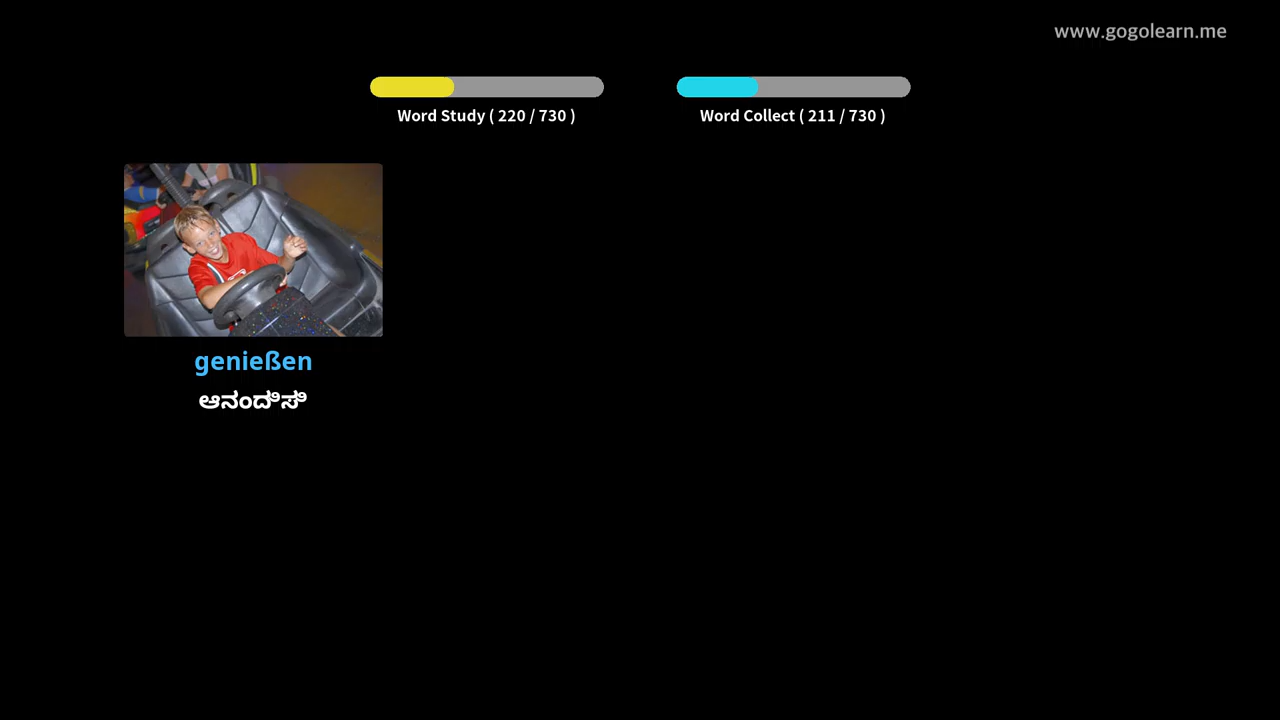 www.gogolearn.me
Word Study ( 220 / 730 )
Word Collect ( 211 / 730 )
genießen
ಆನಂದಿಸಿ